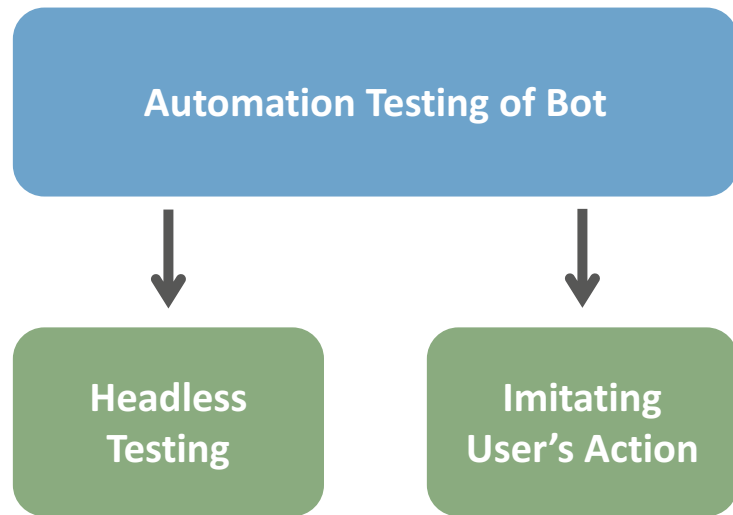 Automation Testing of Bot
Headless
Testing
Imitating
User’s Action